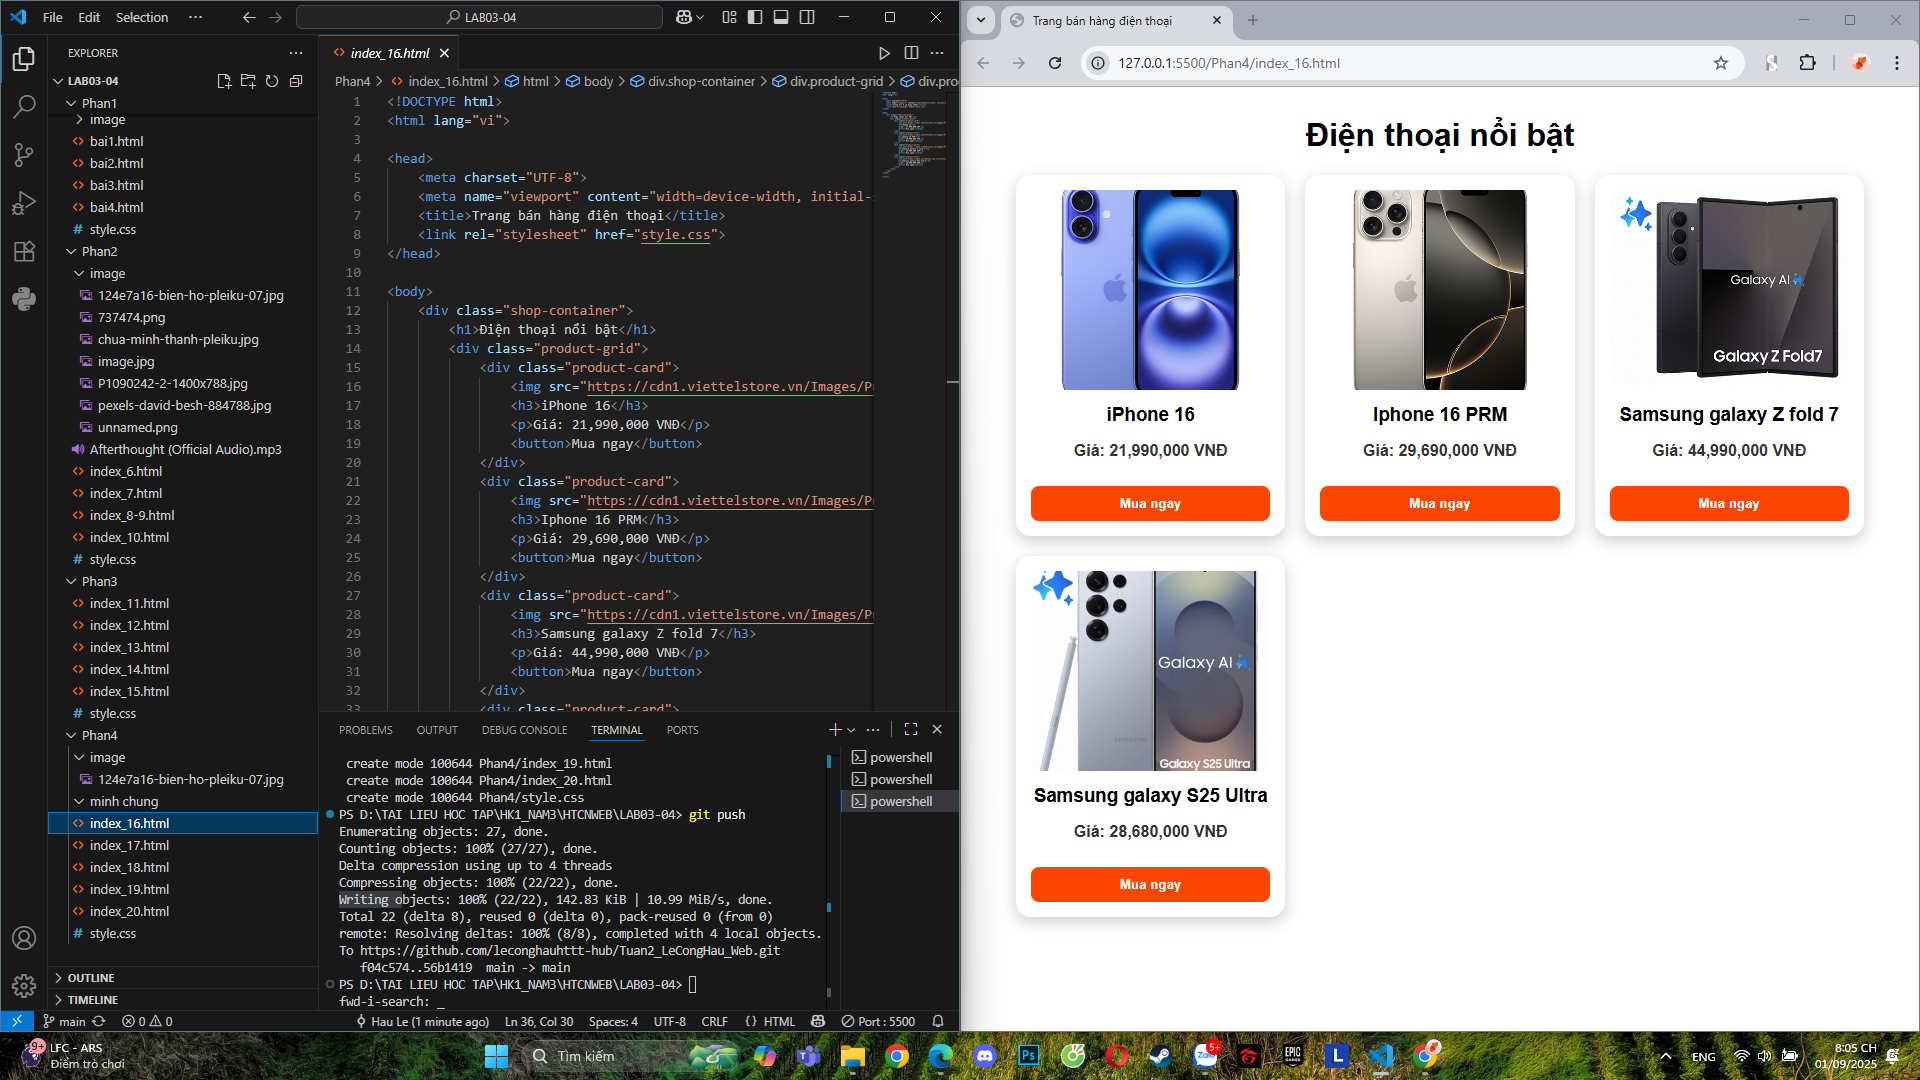 File Edit Selection ···
LAB03-04
EXPLORER
LAB03-04
Phan1
image
bai1.html
bai2.html
bai3.html
bai4.html
# style.css
Phan2
image
124e7a16-bien-ho-pleiku-07.jpg
737474.png
chua-minh-thanh-pleiku.jpg
image.jpg
P1090242-2-1400x788.jpg
pexels-david-besh-884788.jpg
unnamed.png
Afterthought (Official Audio).mp3
index_6.html
index_7.html
index_8-9.html
index_10.html
# style.css
Phan3
index_11.html
index_12.html
index_13.html
index_14.html
index_15.html
# style.css
Phan4
image
124e7a16-bien-ho-pleiku-07.jpg
minh chung
index_16.html
index_17.html
index_18.html
index_19.html
index_20.html
# style.css
OUTLINE
TIMELINE
index_16.html
Phan4 > index_16.html > html > body > div.shop-container > div.product-grid > div.pro
1 <!DOCTYPE html>
2 <html lang="vi">
3
4 <head>
5 <meta charset="UTF-8">
6 <meta name="viewport" content="width=device-width, initial-
7 <title>Trang bán hàng điện thoại</title>
8 <link rel="stylesheet" href="style.css">
9 </head>
10
11 <body>
12 <div class="shop-container">
13 <h1>Điện thoại nổi bật</h1>
14 <div class="product-grid">
15 <div class="product-card">
16 <img src="https://cdn1.viettelstore.vn/Images/P
17 <h3>iPhone 16</h3>
18 <p>Giá: 21,990,000 VNĐ</p>
19 <button>Mua ngay</button>
20 </div>
21 <div class="product-card">
22 <img src="https://cdn1.viettelstore.vn/Images/P
23 <h3>Iphone 16 PRM</h3>
24 <p>Giá: 29,690,000 VNĐ</p>
25 <button>Mua ngay</button>
26 </div>
27 <div class="product-card">
28 <img src="https://cdn1.viettelstore.vn/Images/P
29 <h3>Samsung galaxy Z fold 7</h3>
30 <p>Giá: 44,990,000 VNĐ</p>
31 <button>Mua ngay</button>
32 </div>
33 <div class="product-card">
PROBLEMS OUTPUT DEBUG CONSOLE TERMINAL PORTS
create mode 100644 Phan4/index_19.html
create mode 100644 Phan4/index_20.html
create mode 100644 Phan4/style.css
PS D:\TAI LIEU HOC TAP\HK1_NAM3\HTCNWEB\LAB03-04> git push
Enumerating objects: 27, done.
Counting objects: 100% (27/27), done.
Delta compression using up to 4 threads
Compressing objects: 100% (22/22), done.
Writing objects: 100% (22/22), 142.83 KiB | 10.99 MiB/s, done.
Total 22 (delta 8), reused 0 (delta 0), pack-reused 0 (from 0)
remote: Resolving deltas: 100% (8/8), completed with 4 local objects.
To https://github.com/leconghauhttt-hub/Tuan2_LeCongHau_Web.git
f04c574..56b1419 main -> main
PS D:\TAI LIEU HOC TAP\HK1_NAM3\HTCNWEB\LAB03-04>
fwd-i-search: _
powershell
powershell
powershell
main 0 0 Hau Le (1 minute ago) Ln 36, Col 30 Spaces: 4 UTF-8 CRLF {} HTML Port : 5500
Trang bán hàng điện thoại
127.0.0.1:5500/Phan4/index_16.html
Điện thoại nổi bật
iPhone 16
Giá: 21,990,000 VNĐ
Mua ngay
Iphone 16 PRM
Giá: 29,690,000 VNĐ
Mua ngay
Galaxy AI
Galaxy Z Fold7
Samsung galaxy Z fold 7
Giá: 44,990,000 VNĐ
Mua ngay
Galaxy AI
SAMSUNG
Galaxy S25 Ultra
Samsung galaxy S25 Ultra
Giá: 28,680,000 VNĐ
Mua ngay
9+
LFC - ARS
Điểm trò chơi
Tìm kiếm
Ps
Zalo
5+
EPIC GAMES
L
ENG
8:05 CH
01/09/2025